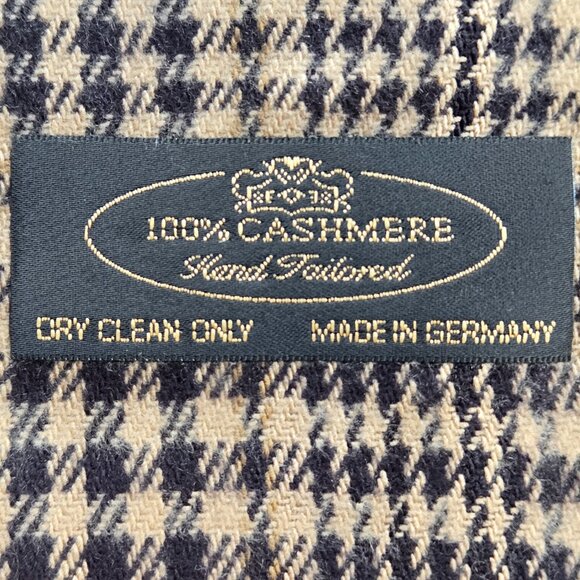 100% CASHMERE
Hand Tailored
DRY CLEAN ONLY MADE IN GERMANY